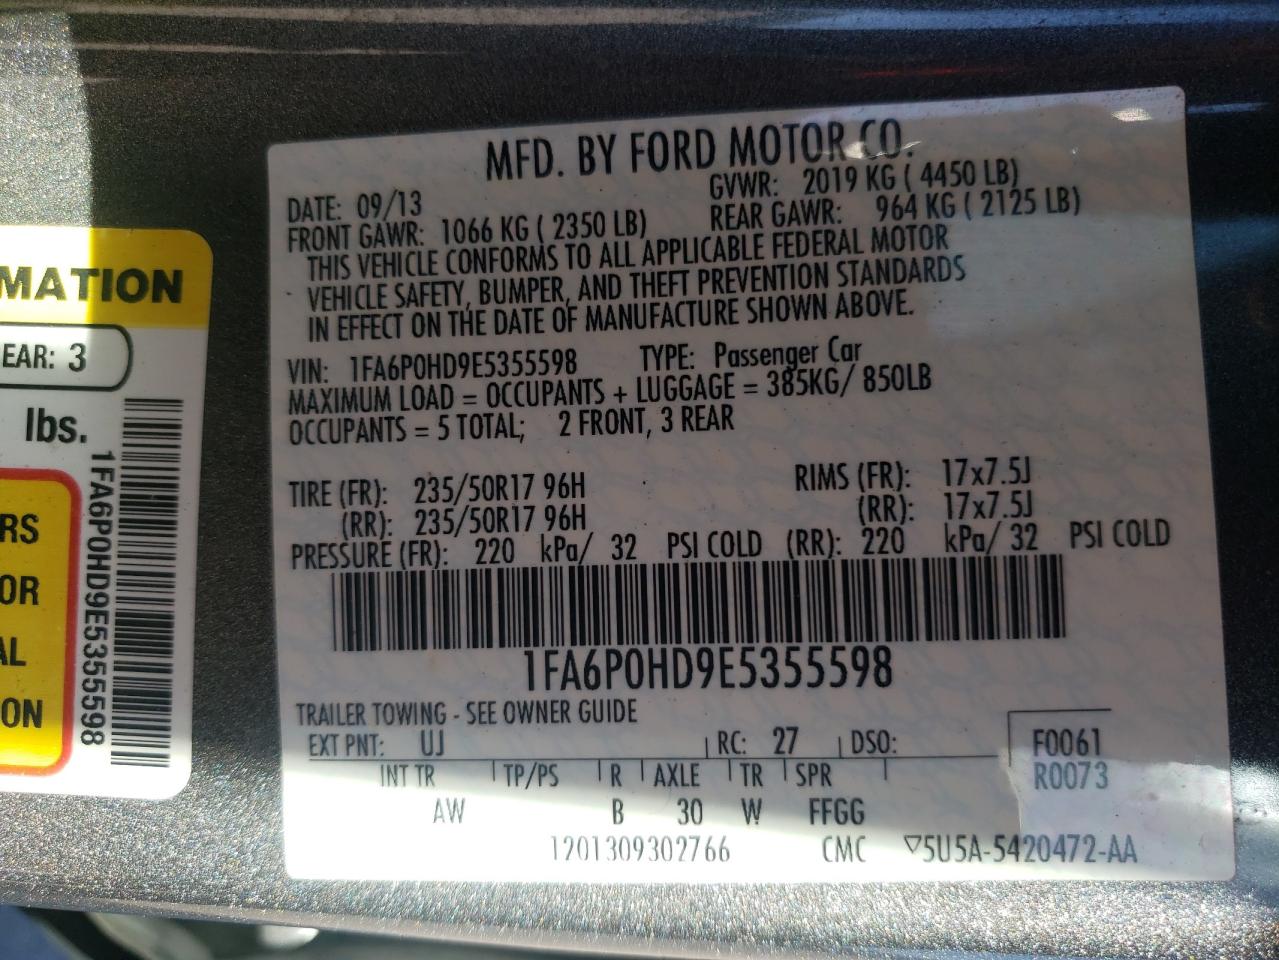 MFD. BY FORD MOTOR CO.
DATE: 09/13 GVWR: 2019 KG ( 4450 LB)
FRONT GAWR: 1066 KG ( 2350 LB) REAR GAWR: 964 KG ( 2125 LB)
THIS VEHICLE CONFORMS TO ALL APPLICABLE FEDERAL MOTOR
VEHICLE SAFETY, BUMPER, AND THEFT PREVENTION STANDARDS
IN EFFECT ON THE DATE OF MANUFACTURE SHOWN ABOVE.
VIN: 1FA6P0HD9E5355598 TYPE: Passenger Car
MAXIMUM LOAD = OCCUPANTS + LUGGAGE = 385KG/ 850LB
OCCUPANTS = 5 TOTAL; 2 FRONT, 3 REAR
TIRE (FR): 235/50R17 96H RIMS (FR): 17x7.5J
(RR): 235/50R17 96H (RR): 17x7.5J
PRESSURE (FR): 220 kPa/ 32 PSI COLD (RR): 220 kPa/ 32 PSI COLD
1FA6P0HD9E5355598
TRAILER TOWING - SEE OWNER GUIDE
EXT PNT: UJ RC: 27 DSO: F0061
INT TR TP/PS R AXLE TR SPR R0073
AW B 30 W FFGG
1201309302766 CMC ▽5U5A-5420472-AA
MATION
EAR: 3
lbs.
1FA6P0HD9E5355598
RS
OR
AL
ON